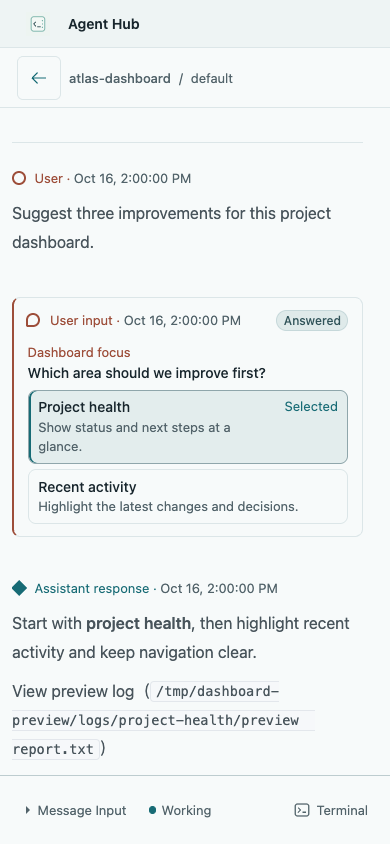 Agent Hub
atlas-dashboard / default
User · Oct 16, 2:00:00 PM
Suggest three improvements for this project
dashboard.
User input · Oct 16, 2:00:00 PM Answered
Dashboard focus
Which area should we improve first?
Project health Selected
Show status and next steps at a
glance.
Recent activity
Highlight the latest changes and decisions.
Assistant response · Oct 16, 2:00:00 PM
Start with project health, then highlight recent
activity and keep navigation clear.
View preview log (/tmp/dashboard-
preview/logs/project-health/preview
report.txt)
Message Input Working Terminal